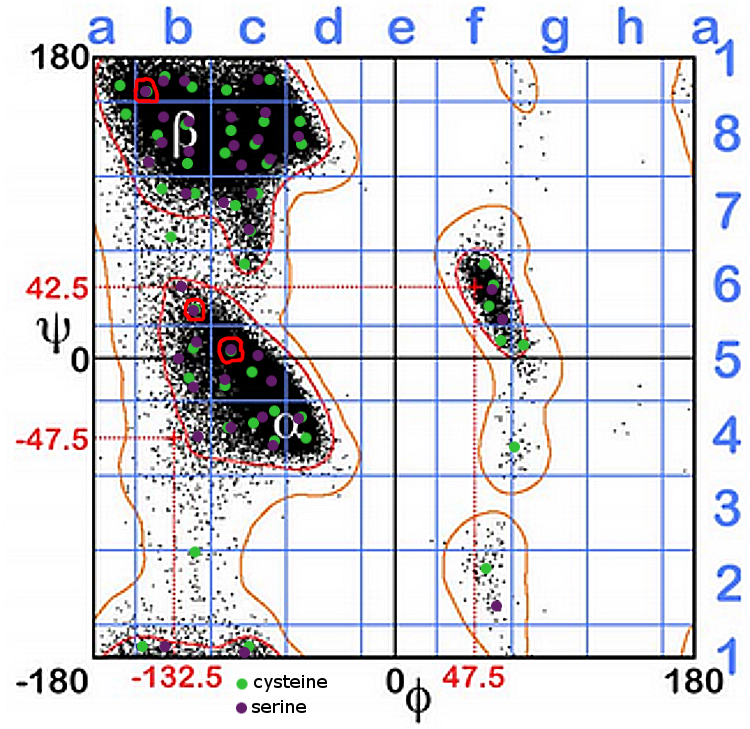 a b c d e f g h a
180 1
β 8
7
42.5 6
ψ
0 5
-47.5 α 4
3
2
1
-180 -132.5 0 ϕ 47.5 180
cysteine
serine